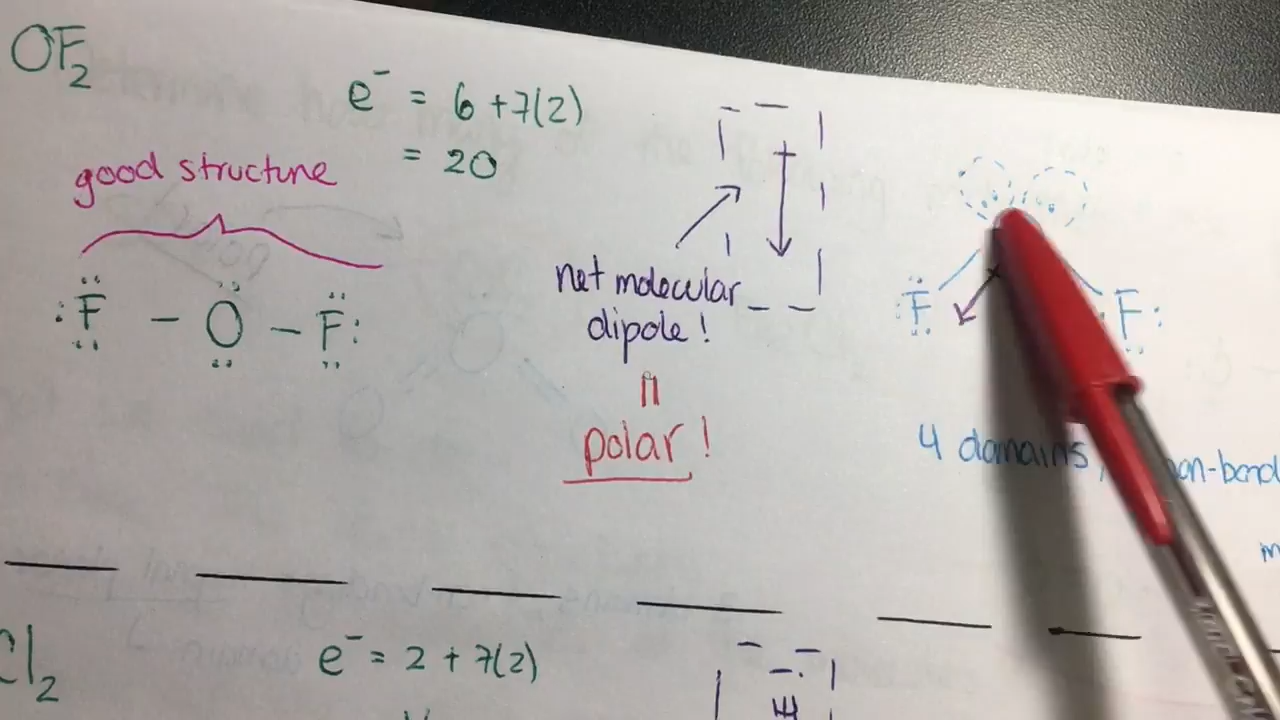 OF₂
e⁻ = 6 + 7(2)
= 20
good structure
:F̈ - Ö - F̈:
net molecular
dipole!
=
polar!
F F:
4 domains,
e⁻ = 2 + 7(2)
Cl₂